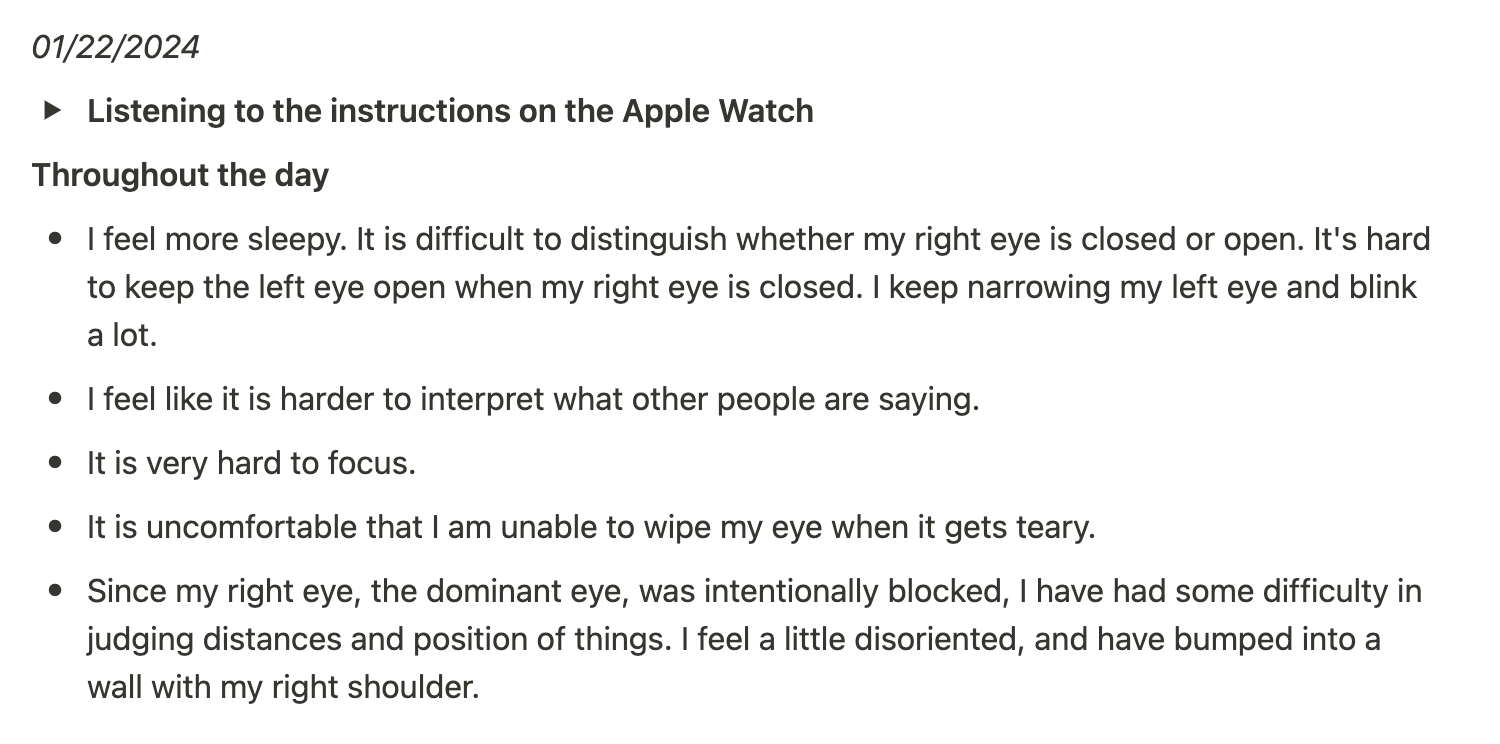 01/22/2024
Listening to the instructions on the Apple Watch
Throughout the day
I feel more sleepy. It is difficult to distinguish whether my right eye is closed or open. It's hard
to keep the left eye open when my right eye is closed. I keep narrowing my left eye and blink
a lot.
I feel like it is harder to interpret what other people are saying.
It is very hard to focus.
It is uncomfortable that I am unable to wipe my eye when it gets teary.
Since my right eye, the dominant eye, was intentionally blocked, I have had some difficulty in
judging distances and position of things. I feel a little disoriented, and have bumped into a
wall with my right shoulder.